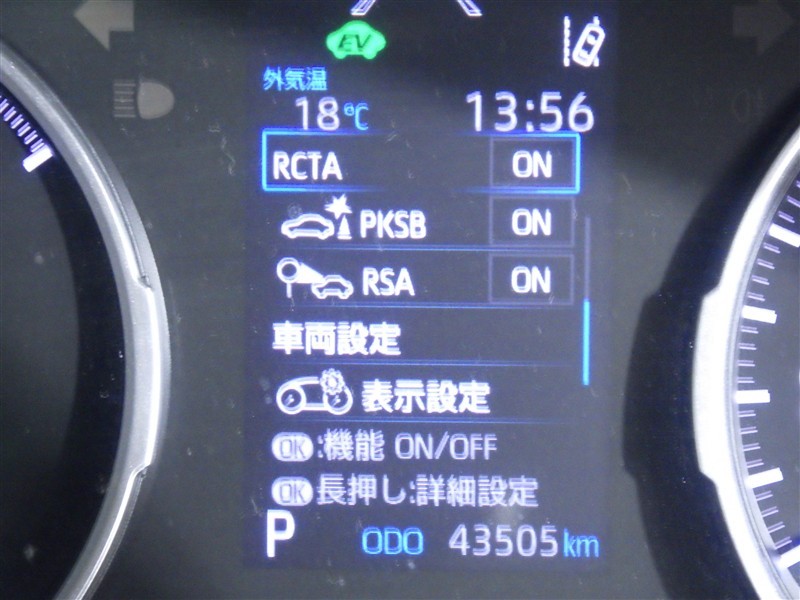 EV
外気温
18℃ 13:56
RCTA ON
PKSB ON
RSA ON
車両設定
表示設定
OK:機能 ON/OFF
OK長押し:詳細設定
P ODO 43505km